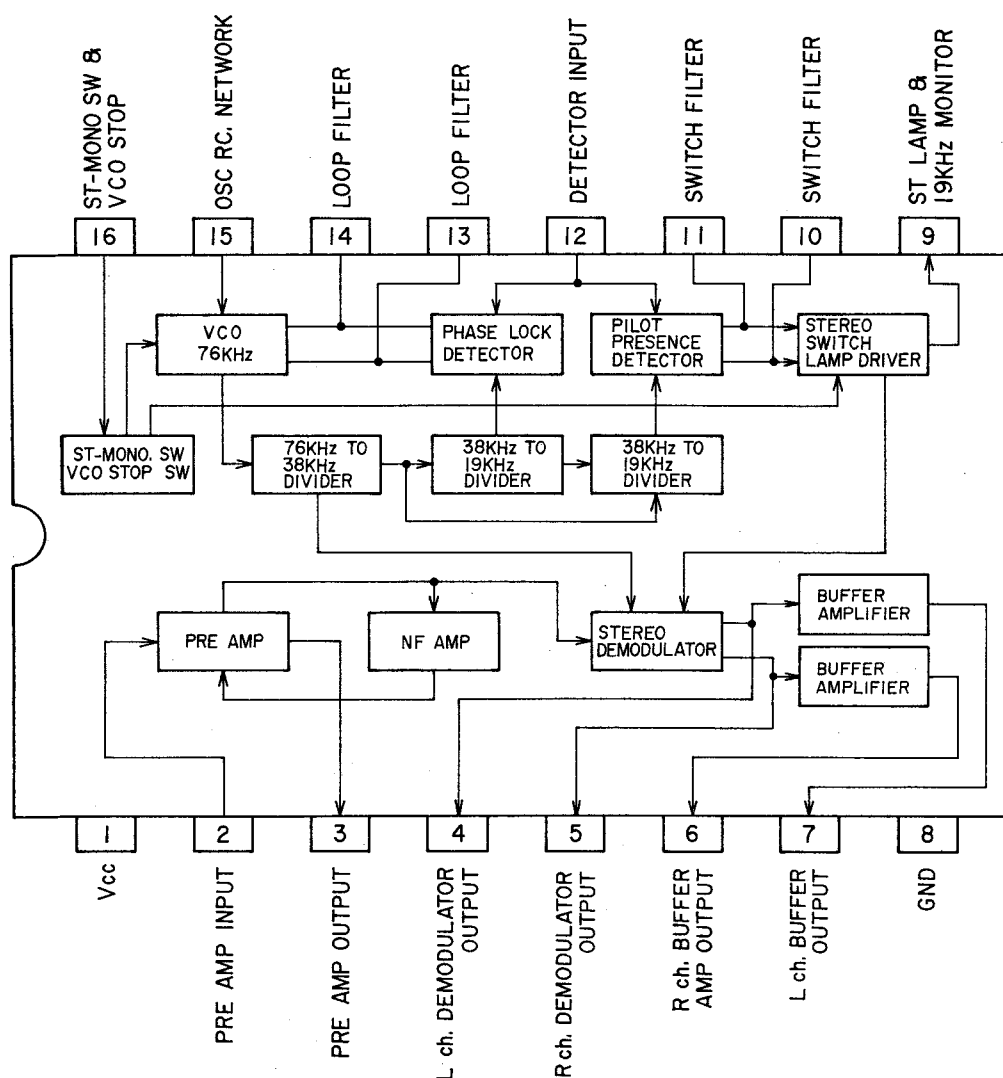 ST-MONO SW &
VCO STOP
OSC RC. NETWORK
LOOP FILTER
LOOP FILTER
DETECTOR INPUT
SWITCH FILTER
SWITCH FILTER
ST LAMP &
19KHz MONITOR
16
15
14
13
12
11
10
9
VCO
76KHz
PHASE LOCK
DETECTOR
PILOT
PRESENCE
DETECTOR
STEREO
SWITCH
LAMP DRIVER
ST-MONO. SW
VCO STOP SW
76KHz TO
38KHz
DIVIDER
38KHz TO
19KHz
DIVIDER
38KHz TO
19KHz
DIVIDER
PRE AMP
NF AMP
STEREO
DEMODULATOR
BUFFER
AMPLIFIER
BUFFER
AMPLIFIER
1
2
3
4
5
6
7
8
Vcc
PRE AMP INPUT
PRE AMP OUTPUT
L ch. DEMODULATOR
OUTPUT
R ch. DEMODULATOR
OUTPUT
R ch. BUFFER
AMP OUTPUT
L ch. BUFFER
OUTPUT
GND